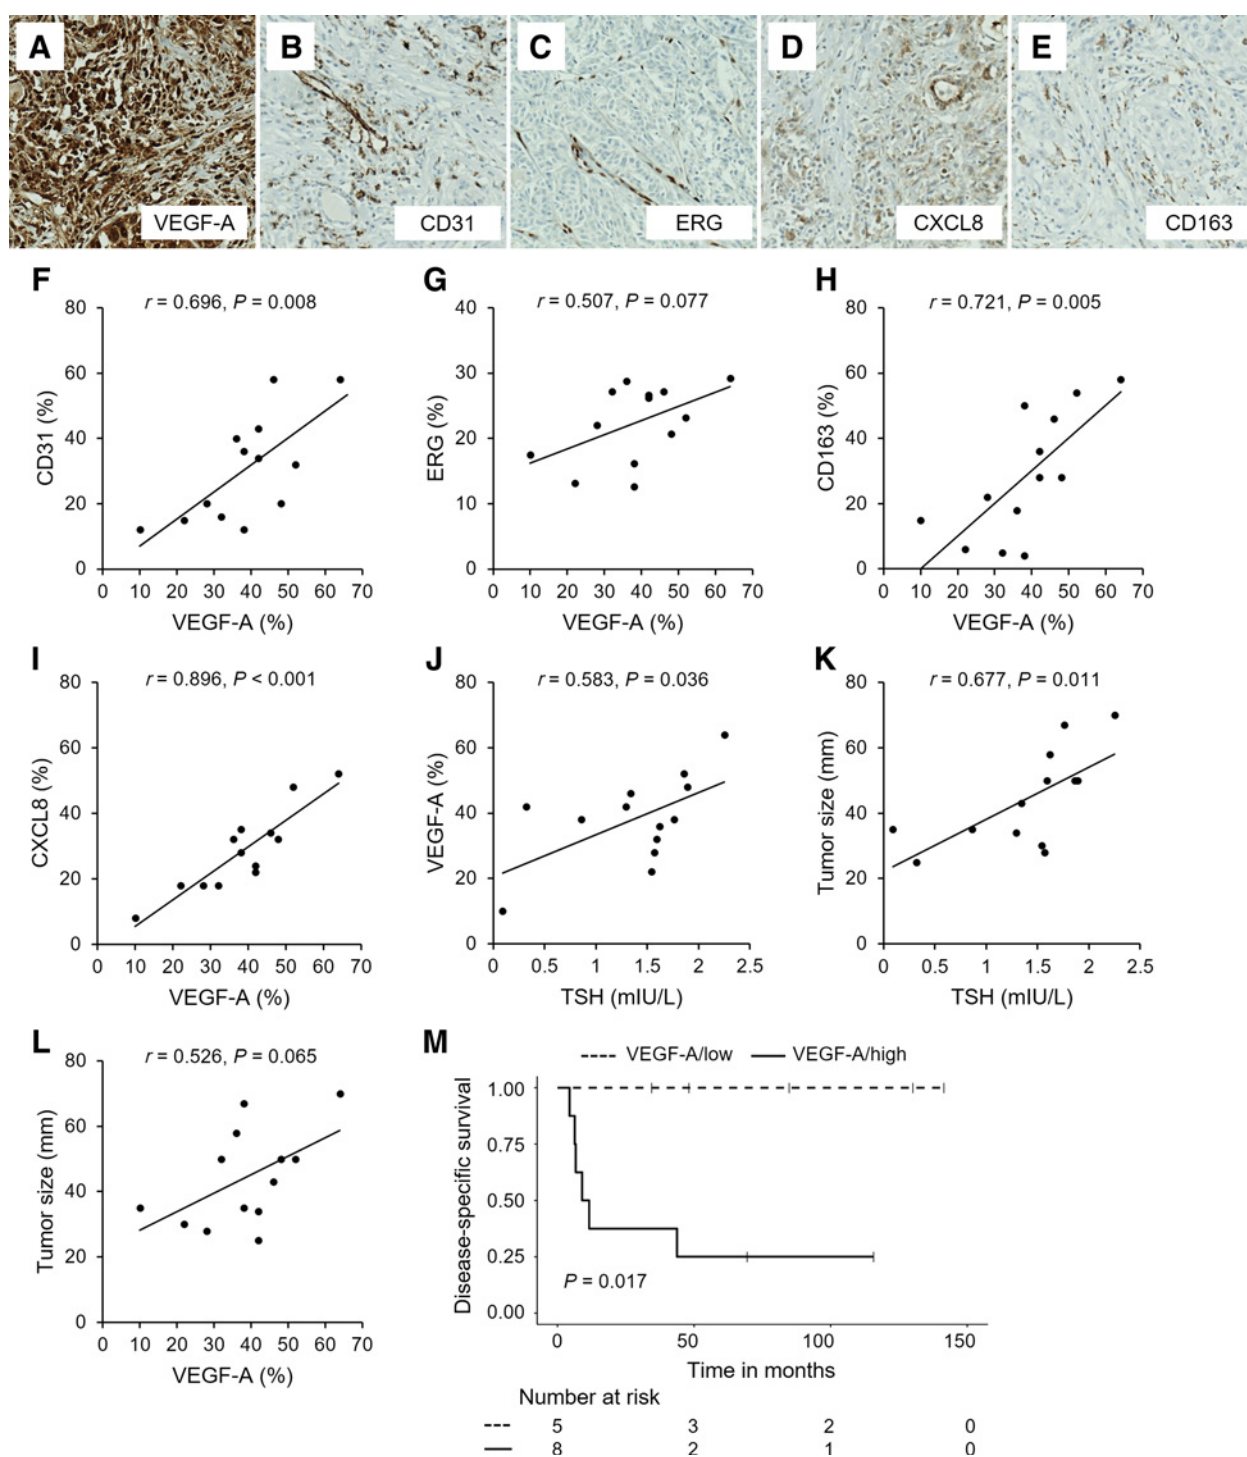 A B C D E
VEGF-A CD31 ERG CXCL8 CD163
F G H
r = 0.696, P = 0.008
r = 0.507, P = 0.077
r = 0.721, P = 0.005
80
60
40
20
0
CD31 (%)
0 10 20 30 40 50 60 70
VEGF-A (%)
40
30
20
10
0
ERG (%)
0 10 20 30 40 50 60 70
VEGF-A (%)
80
60
40
20
0
CD163 (%)
0 10 20 30 40 50 60 70
VEGF-A (%)
I J K
r = 0.896, P < 0.001
r = 0.583, P = 0.036
r = 0.677, P = 0.011
80
60
40
20
0
CXCL8 (%)
0 10 20 30 40 50 60 70
VEGF-A (%)
80
60
40
20
0
VEGF-A (%)
0 0.5 1 1.5 2 2.5
TSH (mIU/L)
80
60
40
20
0
Tumor size (mm)
0 0.5 1 1.5 2 2.5
TSH (mIU/L)
L M
r = 0.526, P = 0.065
80
60
40
20
0
Tumor size (mm)
0 10 20 30 40 50 60 70
VEGF-A (%)
VEGF-A/low VEGF-A/high
1.00
0.75
0.50
0.25
0.00
Disease-specific survival
P = 0.017
0 50 100 150
Time in months
Number at risk
5 3 2 0
8 2 1 0